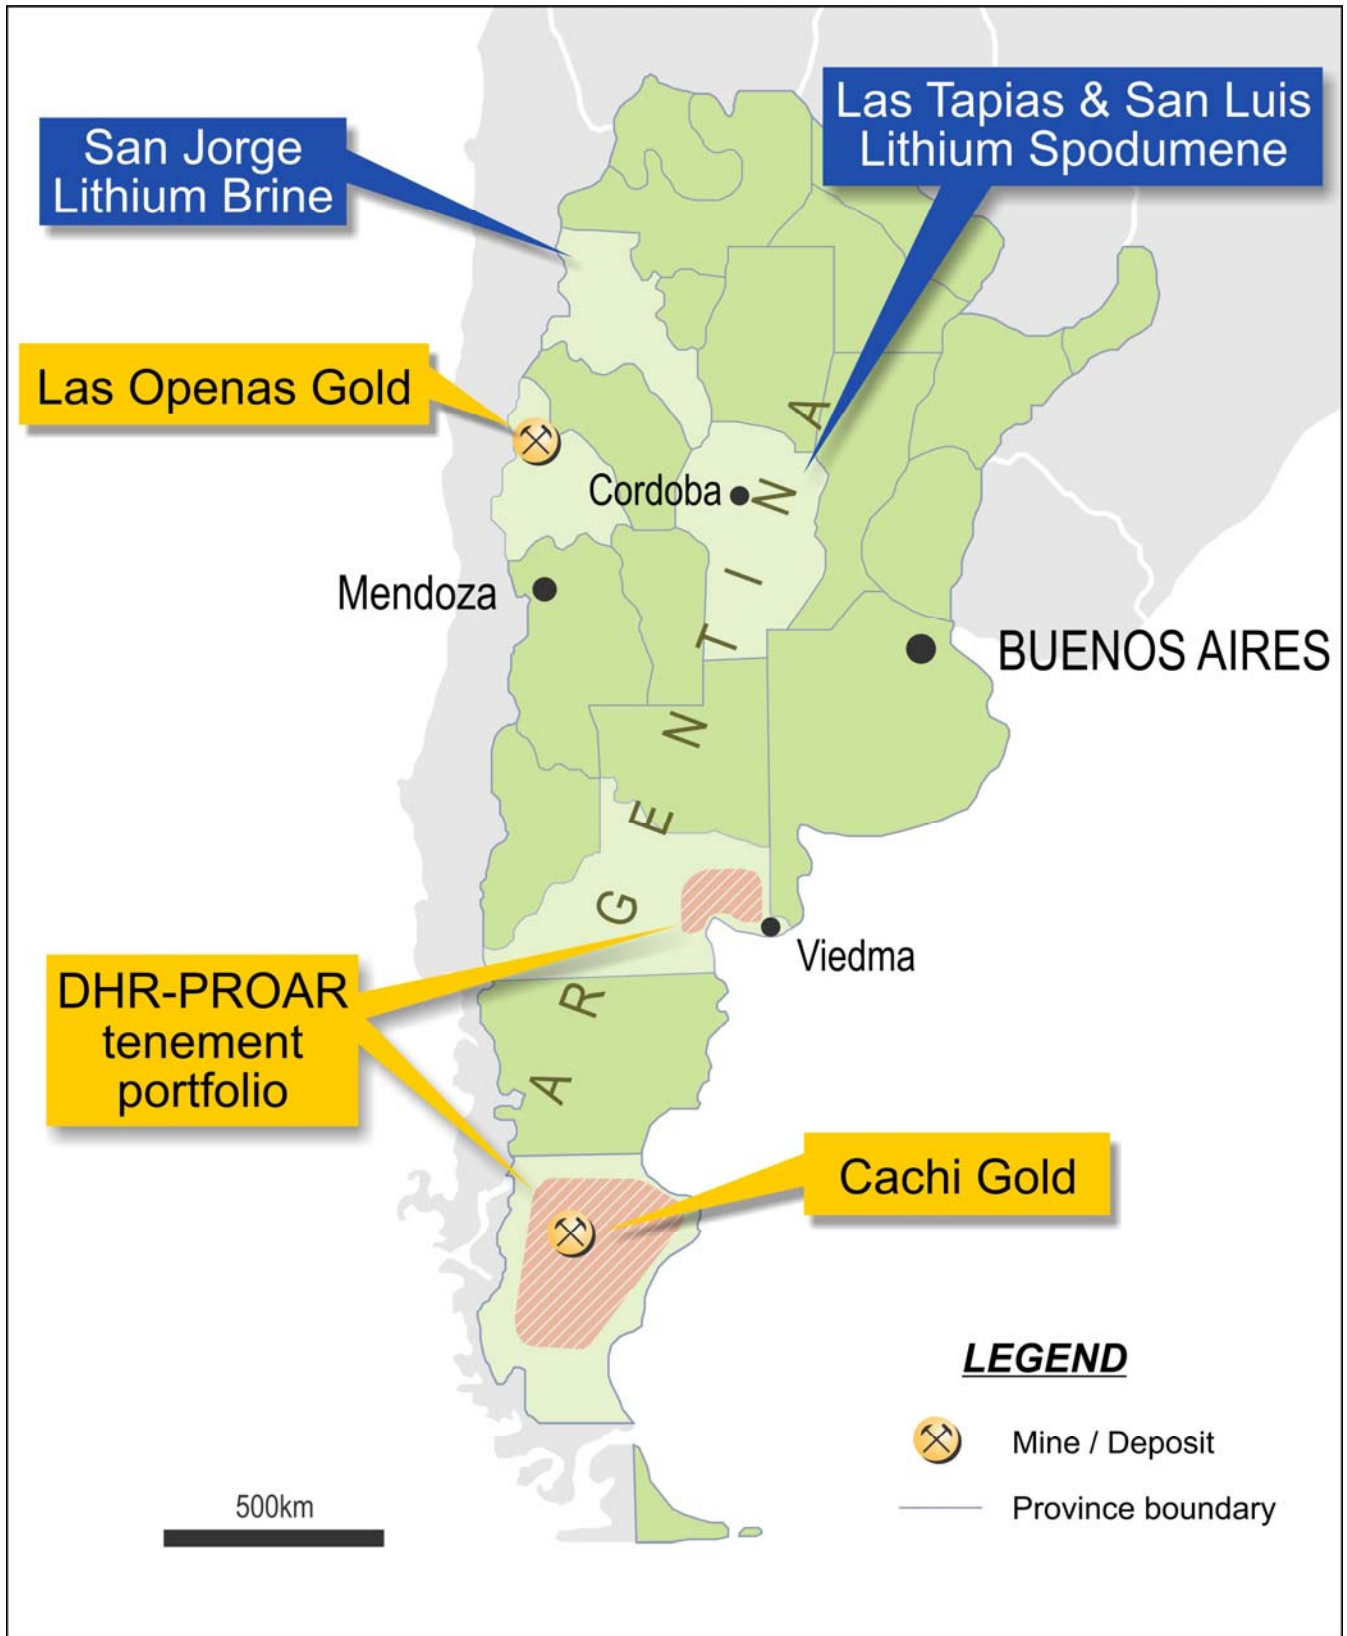 Las Tapias & San Luis
Lithium Spodumene
San Jorge
Lithium Brine
Las Openas Gold
Cordoba
Mendoza
BUENOS AIRES
ARGENTINA
Viedma
DHR-PROAR
tenement
portfolio
Cachi Gold
LEGEND
Mine / Deposit
Province boundary
500km